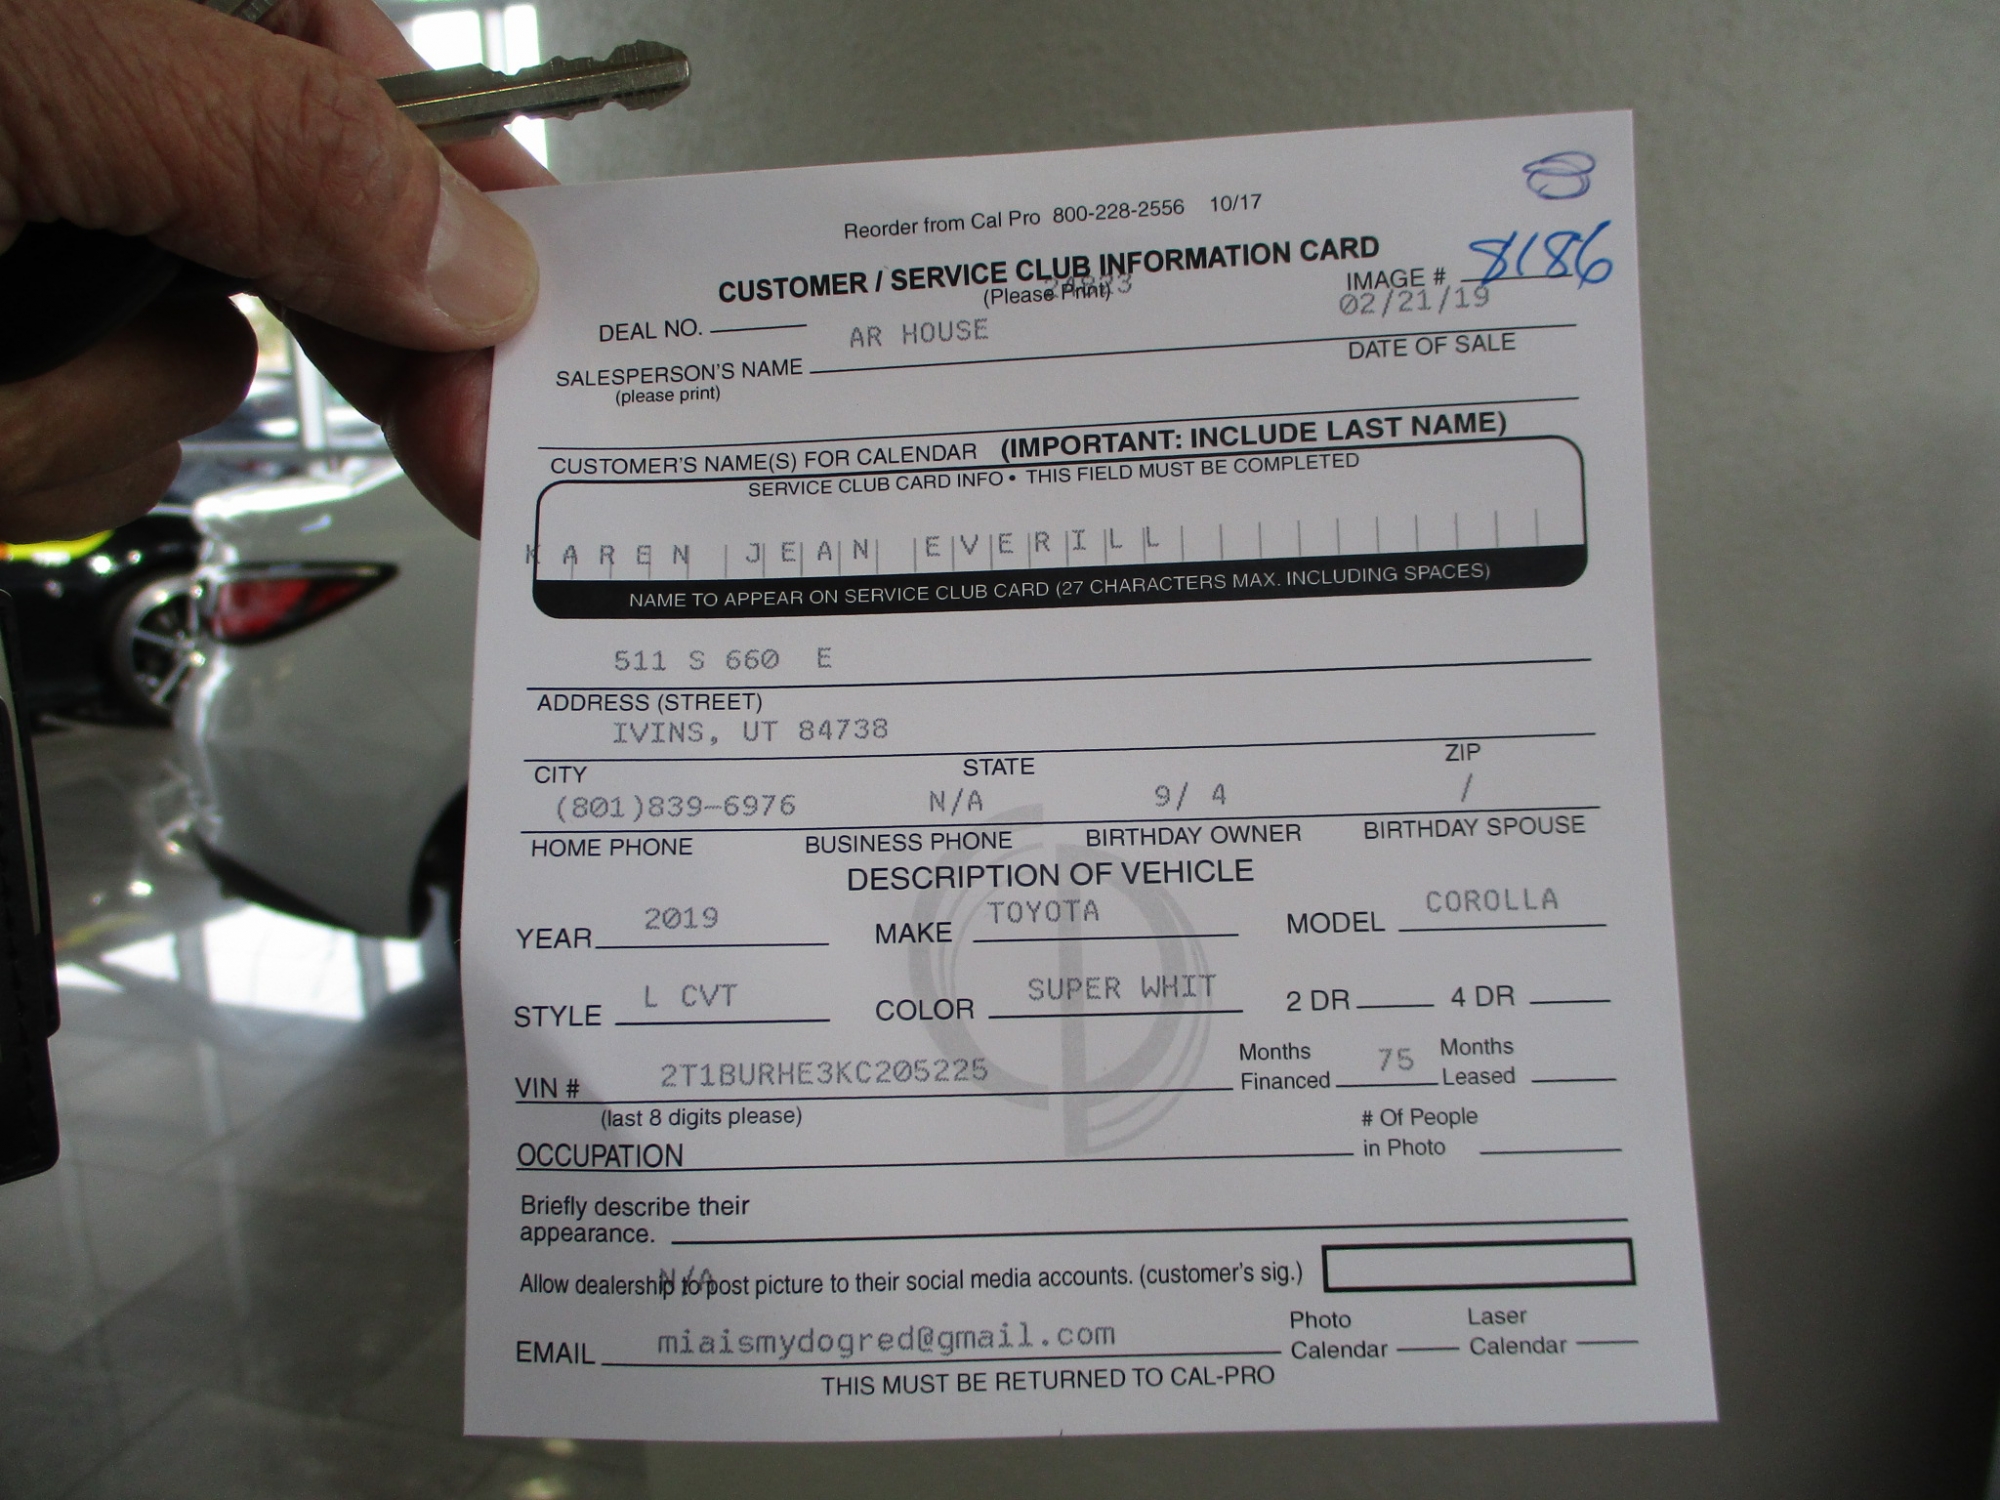 Reorder from Cal Pro 800-228-2556 10/17
CUSTOMER / SERVICE CLUB INFORMATION CARD
(Please Print)
IMAGE # 8186
02/21/19
DEAL NO.
AR HOUSE
SALESPERSON'S NAME
(please print)
DATE OF SALE
CUSTOMER'S NAME(S) FOR CALENDAR (IMPORTANT: INCLUDE LAST NAME)
SERVICE CLUB CARD INFO • THIS FIELD MUST BE COMPLETED
KAREN JEAN EVERILL
NAME TO APPEAR ON SERVICE CLUB CARD (27 CHARACTERS MAX. INCLUDING SPACES)
511 S 660 E
ADDRESS (STREET)
IVINS, UT 84738
CITY STATE ZIP
(801)839-6976 N/A 9/ 4 /
HOME PHONE BUSINESS PHONE BIRTHDAY OWNER BIRTHDAY SPOUSE
DESCRIPTION OF VEHICLE
YEAR 2019 MAKE TOYOTA MODEL COROLLA
STYLE L CVT COLOR SUPER WHIT 2 DR 4 DR
VIN # 2T1BURHE3KC205225 Months Financed 75 Months Leased
(last 8 digits please)
OCCUPATION # Of People in Photo
Briefly describe their
appearance.
N/A
Allow dealership to post picture to their social media accounts. (customer's sig.)
EMAIL miaismydogred@gmail.com Photo Calendar Laser Calendar
THIS MUST BE RETURNED TO CAL-PRO